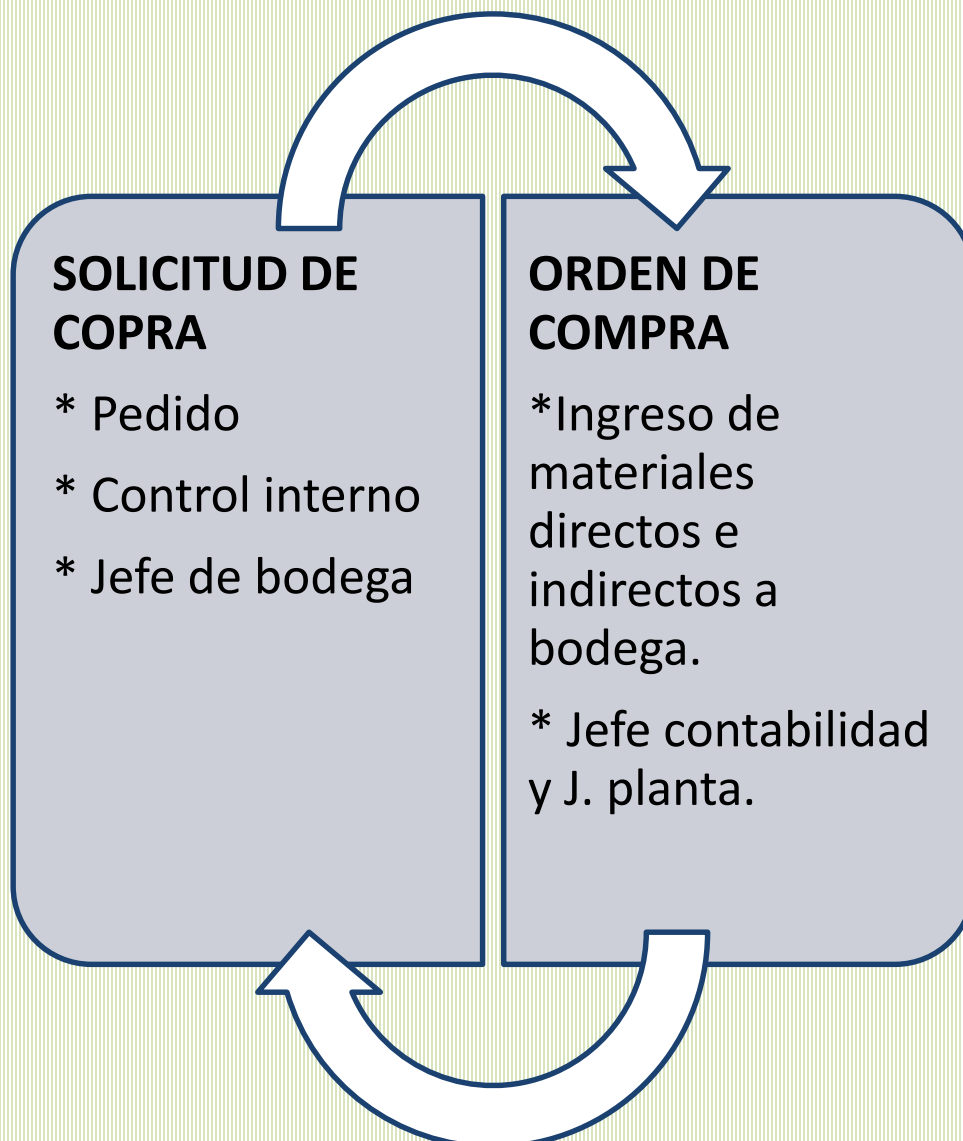 SOLICITUD DE
COPRA
* Pedido
* Control interno
* Jefe de bodega
ORDEN DE
COMPRA
*Ingreso de
materiales
directos e
indirectos a
bodega.
* Jefe contabilidad
y J. planta.